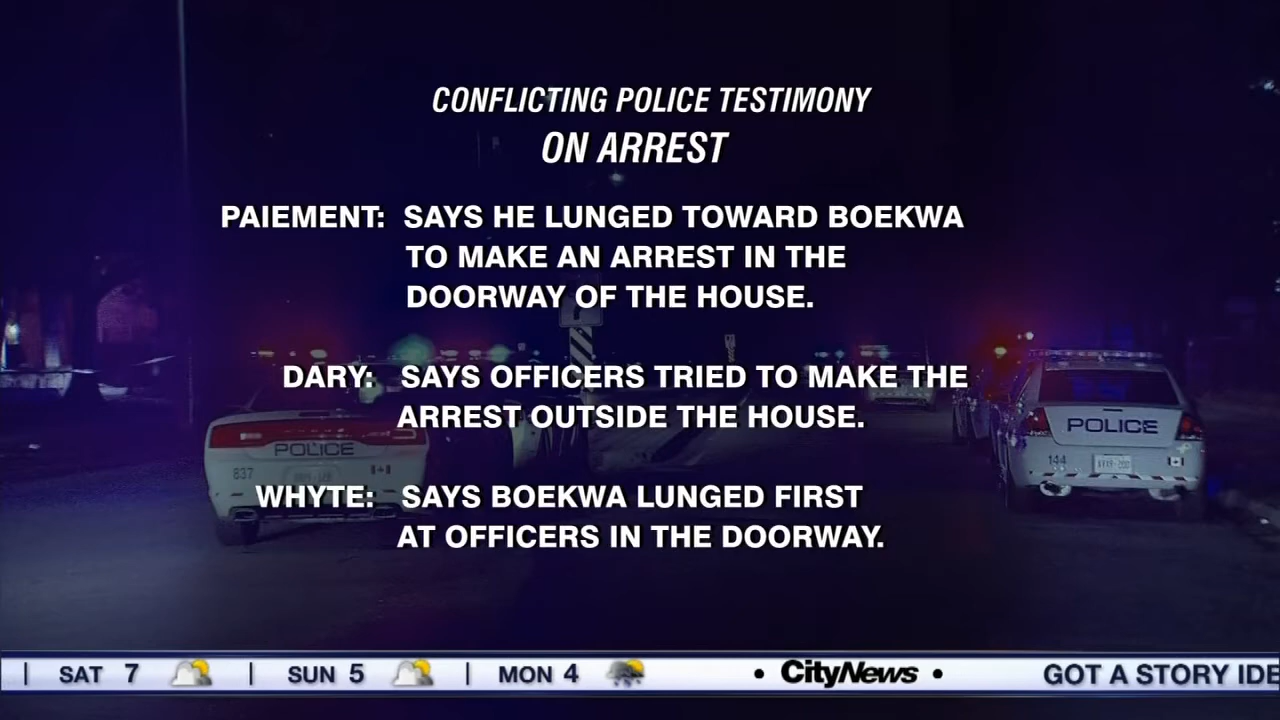 CONFLICTING POLICE TESTIMONY
ON ARREST
PAIEMENT: SAYS HE LUNGED TOWARD BOEKWA
TO MAKE AN ARREST IN THE
DOORWAY OF THE HOUSE.
DARY: SAYS OFFICERS TRIED TO MAKE THE
ARREST OUTSIDE THE HOUSE.
POLICE
POLICE
837
144
WHYTE: SAYS BOEKWA LUNGED FIRST
AT OFFICERS IN THE DOORWAY.
| SAT 7 | SUN 5 | MON 4 • CityNews • GOT A STORY IDE